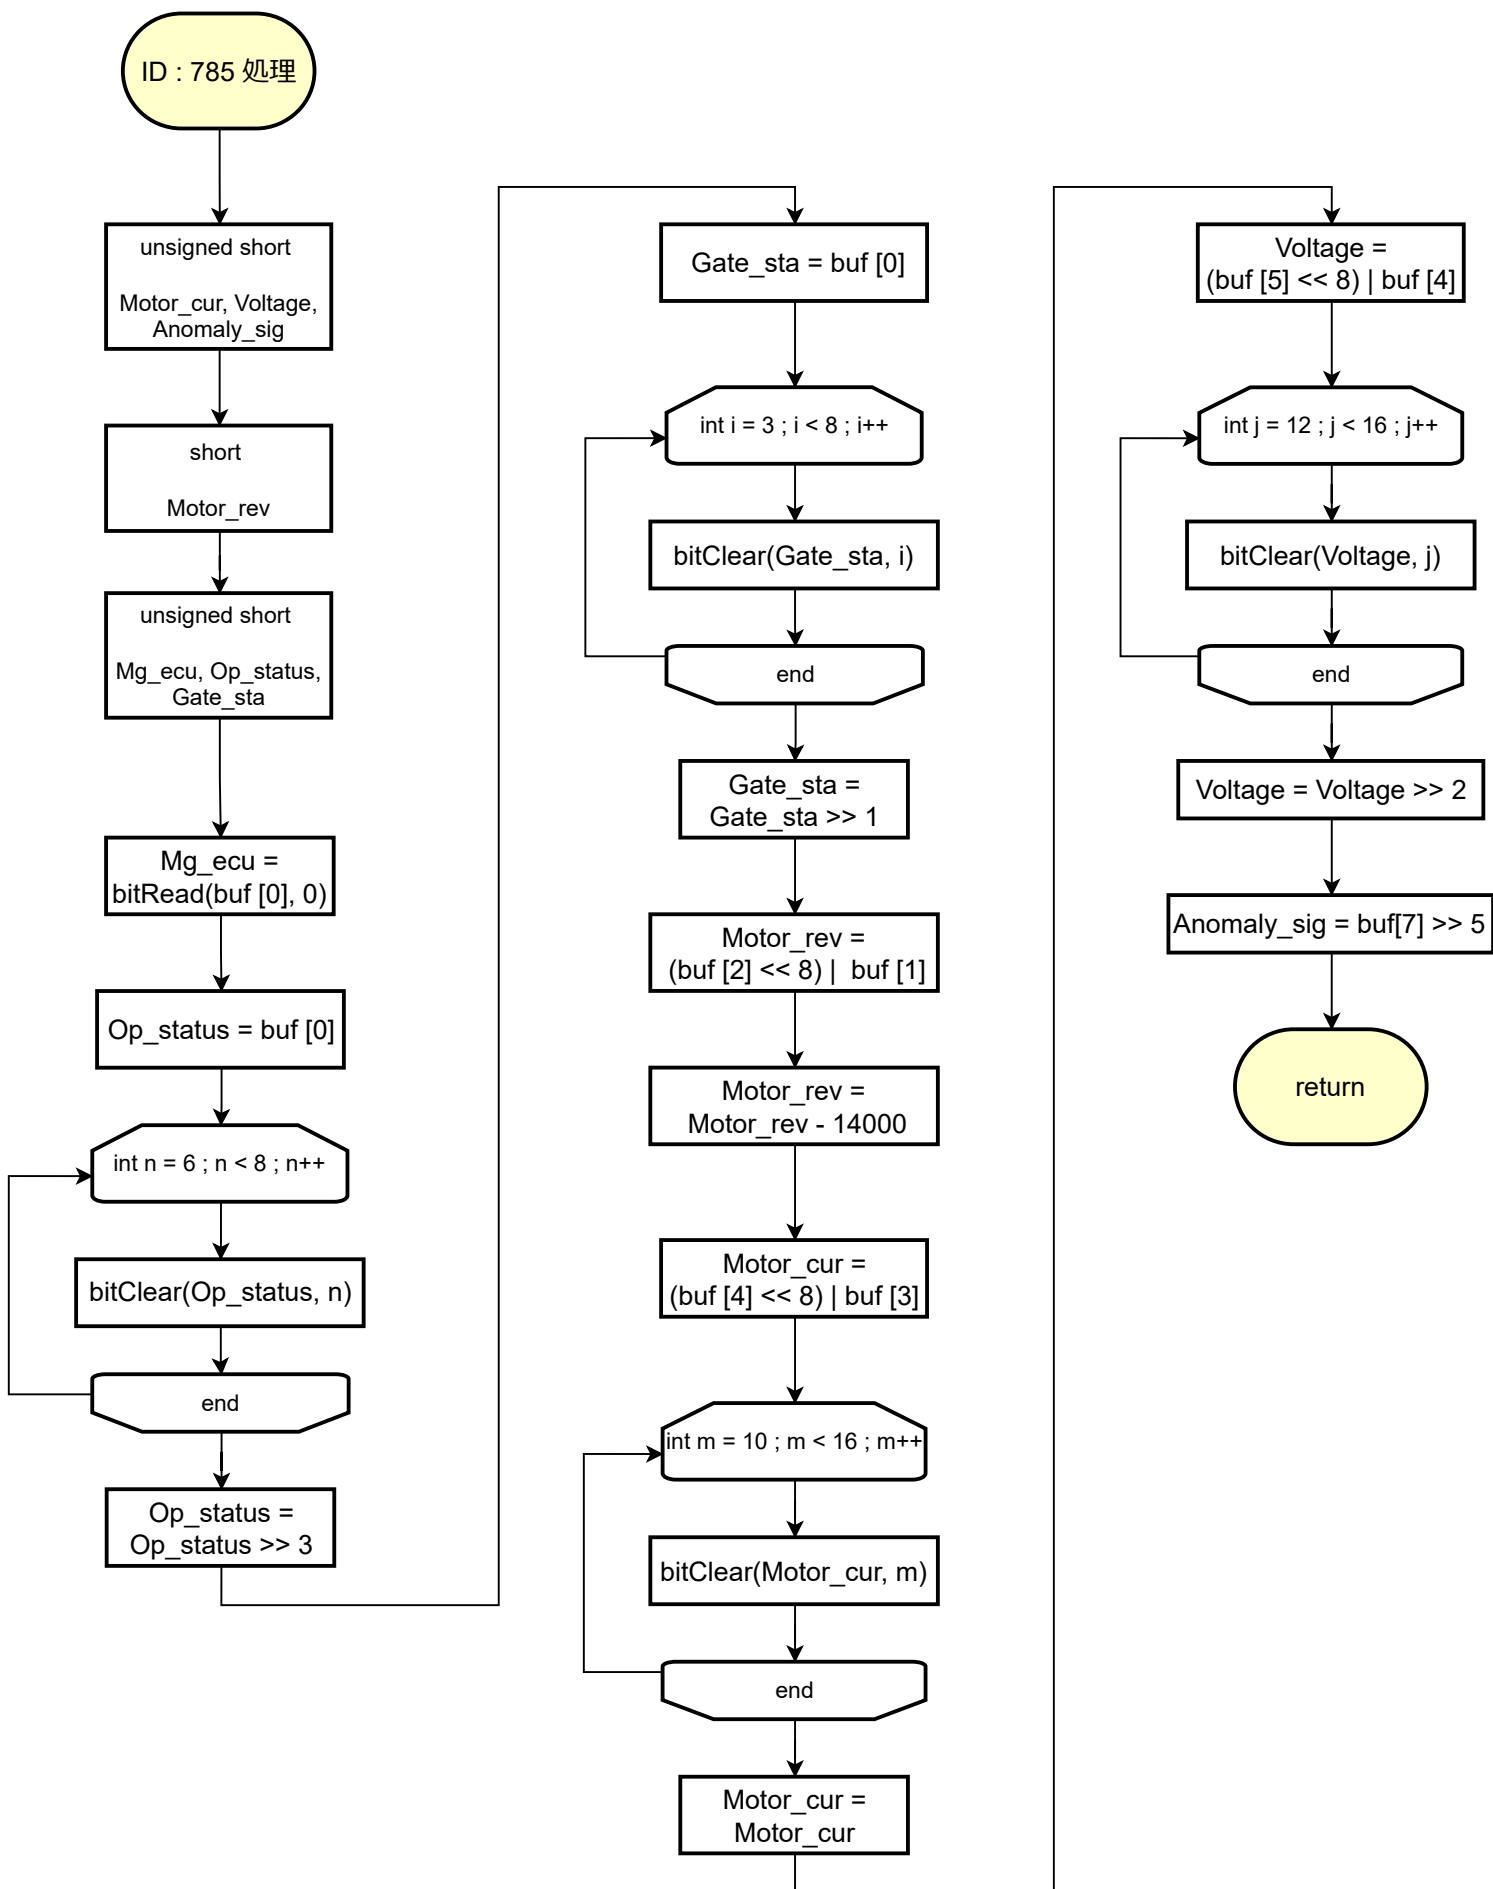 ID : 785 処理
unsigned short
Motor_cur, Voltage,
Anomaly_sig
short
Motor_rev
unsigned short
Mg_ecu, Op_status,
Gate_sta
Mg_ecu =
bitRead(buf [0], 0)
Op_status = buf [0]
int n = 6 ; n < 8 ; n++
bitClear(Op_status, n)
end
Op_status =
Op_status >> 3
Gate_sta = buf [0]
int i = 3 ; i < 8 ; i++
bitClear(Gate_sta, i)
end
Gate_sta =
Gate_sta >> 1
Motor_rev =
(buf [2] << 8) | buf [1]
Motor_rev =
Motor_rev - 14000
Motor_cur =
(buf [4] << 8) | buf [3]
int m = 10 ; m < 16 ; m++
bitClear(Motor_cur, m)
end
Motor_cur =
Motor_cur
Voltage =
(buf [5] << 8) | buf [4]
int j = 12 ; j < 16 ; j++
bitClear(Voltage, j)
end
Voltage = Voltage >> 2
Anomaly_sig = buf[7] >> 5
return